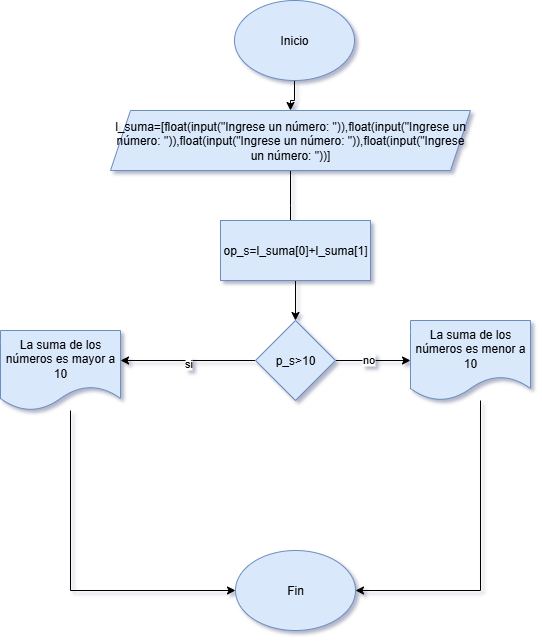 Inicio
l_suma=[float(input("Ingrese un número: ")),float(input("Ingrese un
número: ")),float(input("Ingrese un número: ")),float(input("Ingrese
un número: "))]
op_s=l_suma[0]+l_suma[1]
La suma de los
números es mayor a
10
si
p_s>10
no
La suma de los
números es menor a
10
Fin